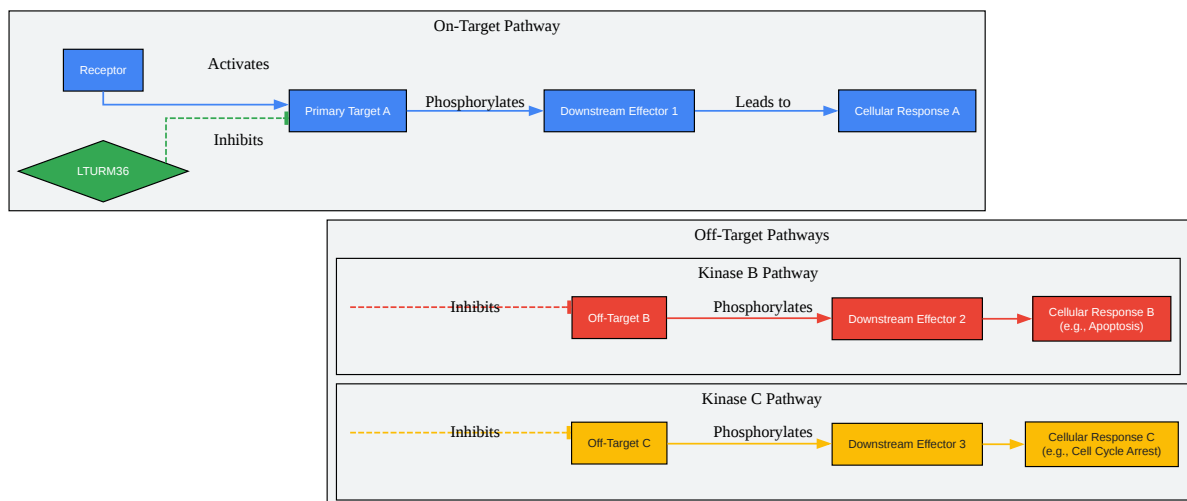 On-Target Pathway
Receptor
Activates
Primary Target A
Phosphorylates
Downstream Effector 1
Leads to
Cellular Response A
Inhibits
LTURM36
Off-Target Pathways
Kinase B Pathway
Inhibits
Off-Target B
Phosphorylates
Downstream Effector 2
Cellular Response B
(e.g., Apoptosis)
Kinase C Pathway
Inhibits
Off-Target C
Phosphorylates
Downstream Effector 3
Cellular Response C
(e.g., Cell Cycle Arrest)